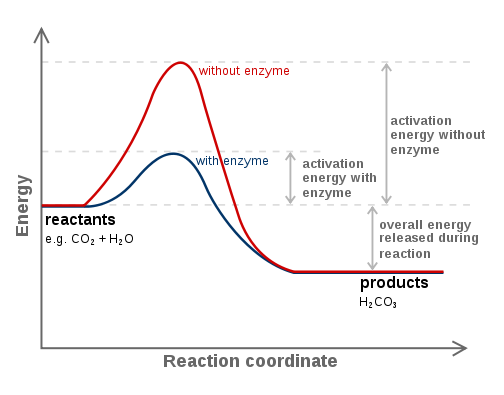 without enzyme
with enzyme
activation
energy without
enzyme
activation
energy with
enzyme
reactants
e.g. CO₂ + H₂O
overall energy
released during
reaction
products
H₂CO₃
Energy
Reaction coordinate